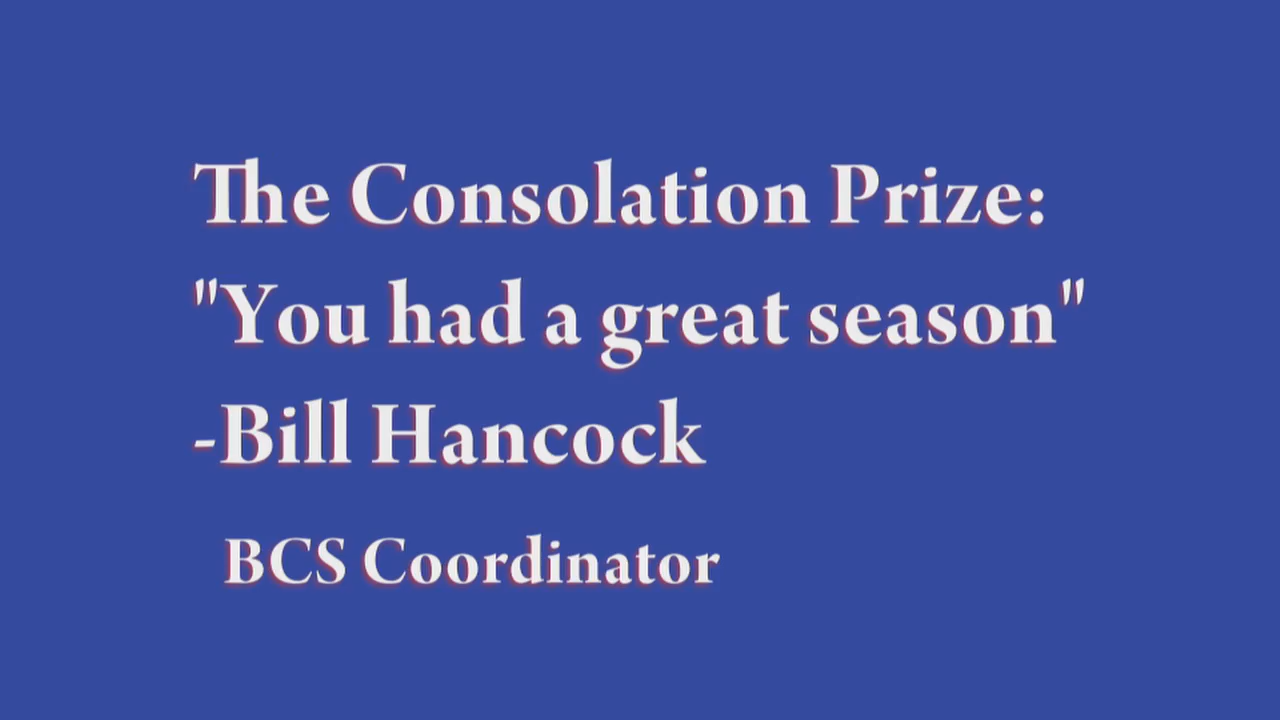 The Consolation Prize:
"You had a great season"
-Bill Hancock
BCS Coordinator